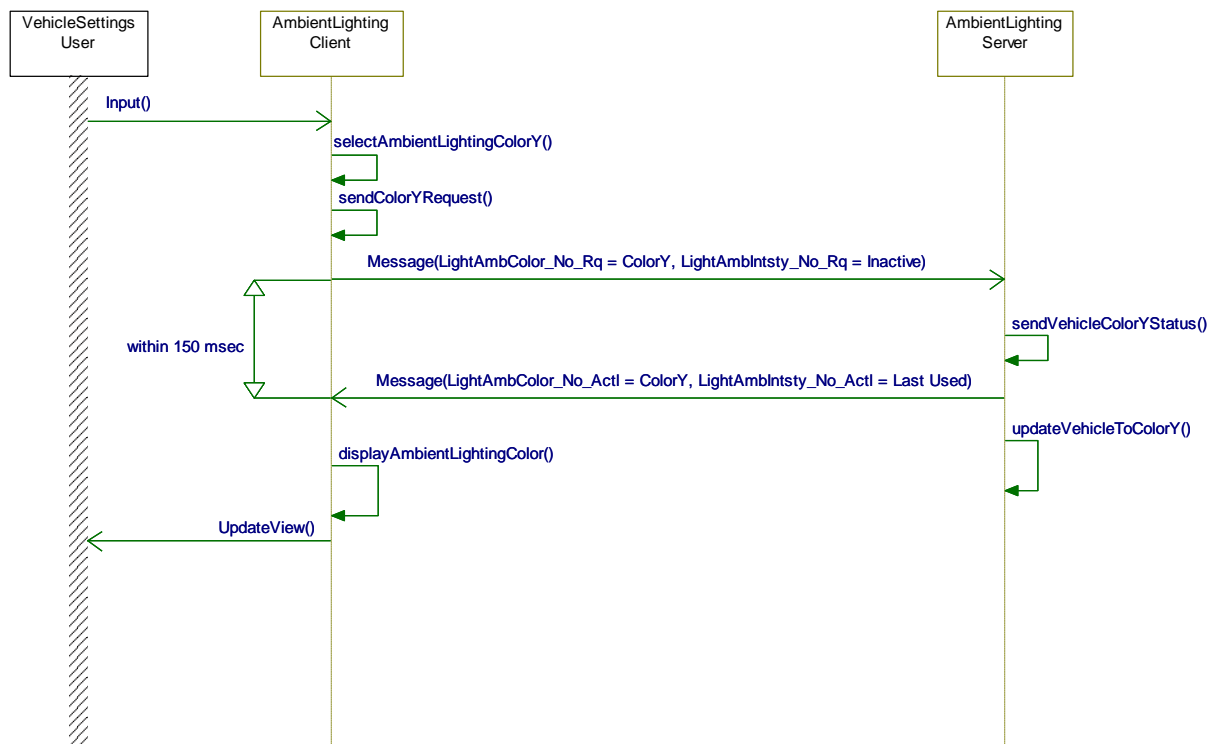 VehicleSettings
User
AmbientLighting
Client
AmbientLighting
Server
Input()
selectAmbientLightingColorY()
sendColorYRequest()
Message(LightAmbColor_No_Rq = ColorY, LightAmbIntsty_No_Rq = Inactive)
sendVehicleColorYStatus()
within 150 msec
Message(LightAmbColor_No_Actl = ColorY, LightAmbIntsty_No_Actl = Last Used)
updateVehicleToColorY()
displayAmbientLightingColor()
UpdateView()